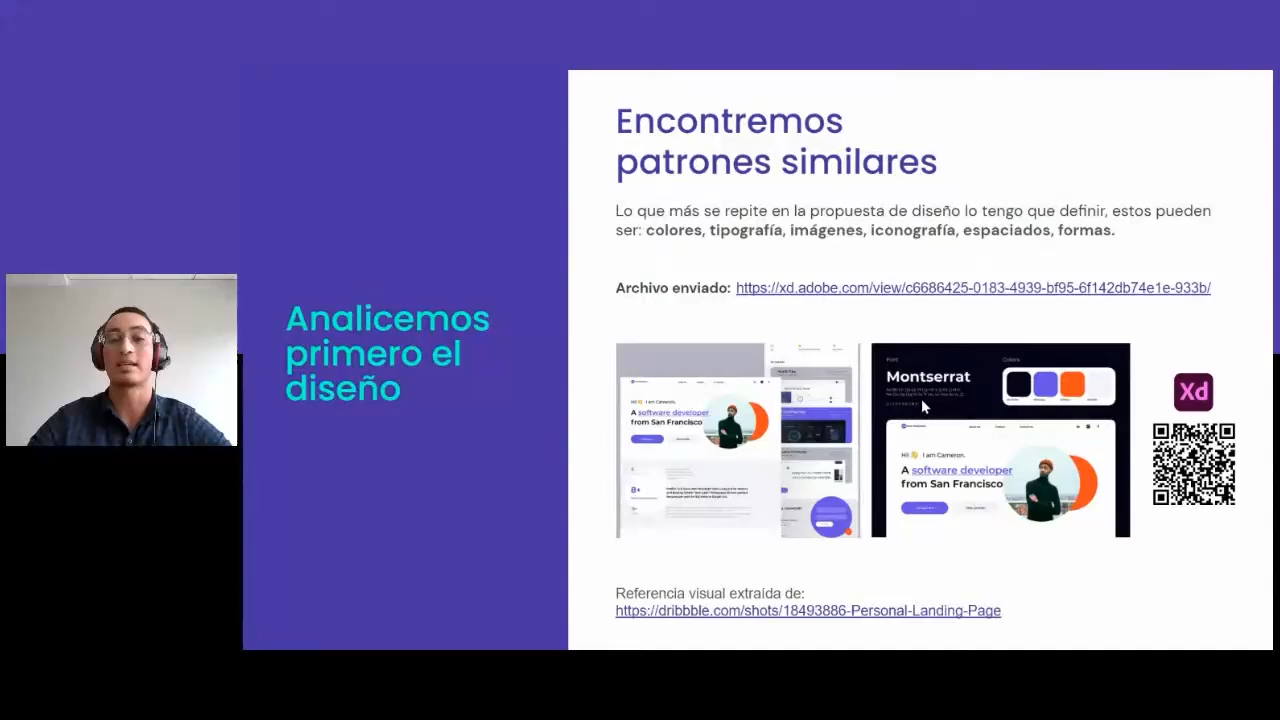 Encontremos
patrones similares
Lo que más se repite en la propuesta de diseño lo tengo que definir, estos pueden
ser: colores, tipografía, imágenes, iconografía, espaciados, formas.
Archivo enviado: https://xd.adobe.com/view/c6686425-0183-4939-bf95-6f142db74e1e-933b/
Analicemos
primero el
diseño
Hi I am Cameron.
A software developer
from San Francisco
Font
Colors
Montserrat
Hi I am Cameron.
A software developer
from San Francisco
Xd
Referencia visual extraída de:
https://dribbble.com/shots/18493886-Personal-Landing-Page